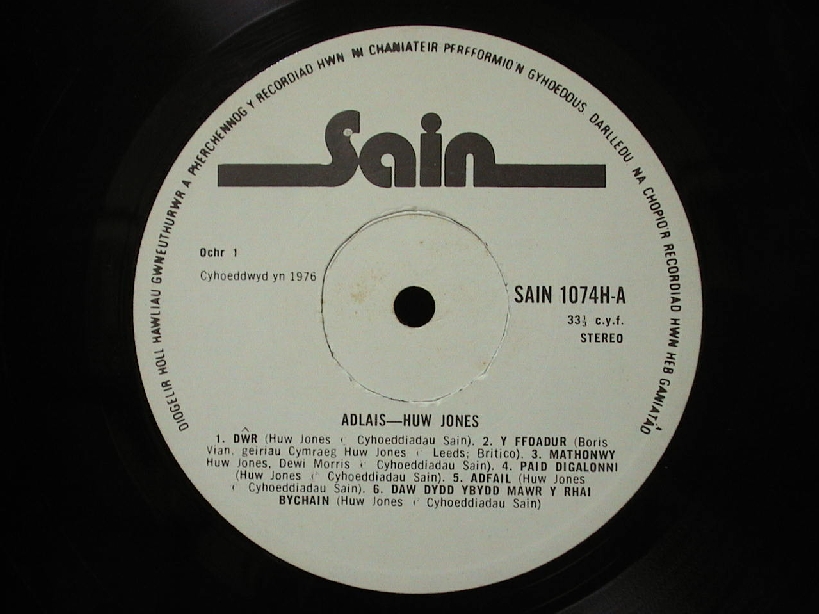 DIOGELIR HOLL HAWLIAU GWNEUTHURWR A PHERCHENNOG Y RECORDIAD HWN NI CHANIATEIR PERFFORMIO'N GYHOEDDUS, DARLLEDU NA CHOPIO'R RECORDIAD HWN HEB GANIATAD
Sain
Ochr 1
Cyhoeddwyd yn 1976
SAIN 1074H-A
33⅓ c.y.f.
STEREO
ADLAIS—HUW JONES
1. DŴR (Huw Jones Cyhoeddiadau Sain). 2. Y FFOADUR (Boris
Vian, geiriau Cymraeg Huw Jones Leeds; Britico). 3. MATHONWY
Huw Jones, Dewi Morris Cyhoeddiadau Sain). 4. PAID DIGALONNI
(Huw Jones Cyhoeddiadau Sain). 5. ADFAIL (Huw Jones
Cyhoeddiadau Sain). 6. DAW DYDD YBYDD MAWR Y RHAI
BYCHAIN (Huw Jones Cyhoeddiadau Sain)